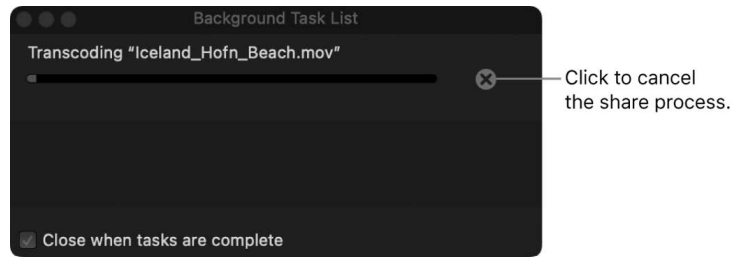 Background Task List
Transcoding “Iceland_Hofn_Beach.mov”
Click to cancel
the share process.
Close when tasks are complete